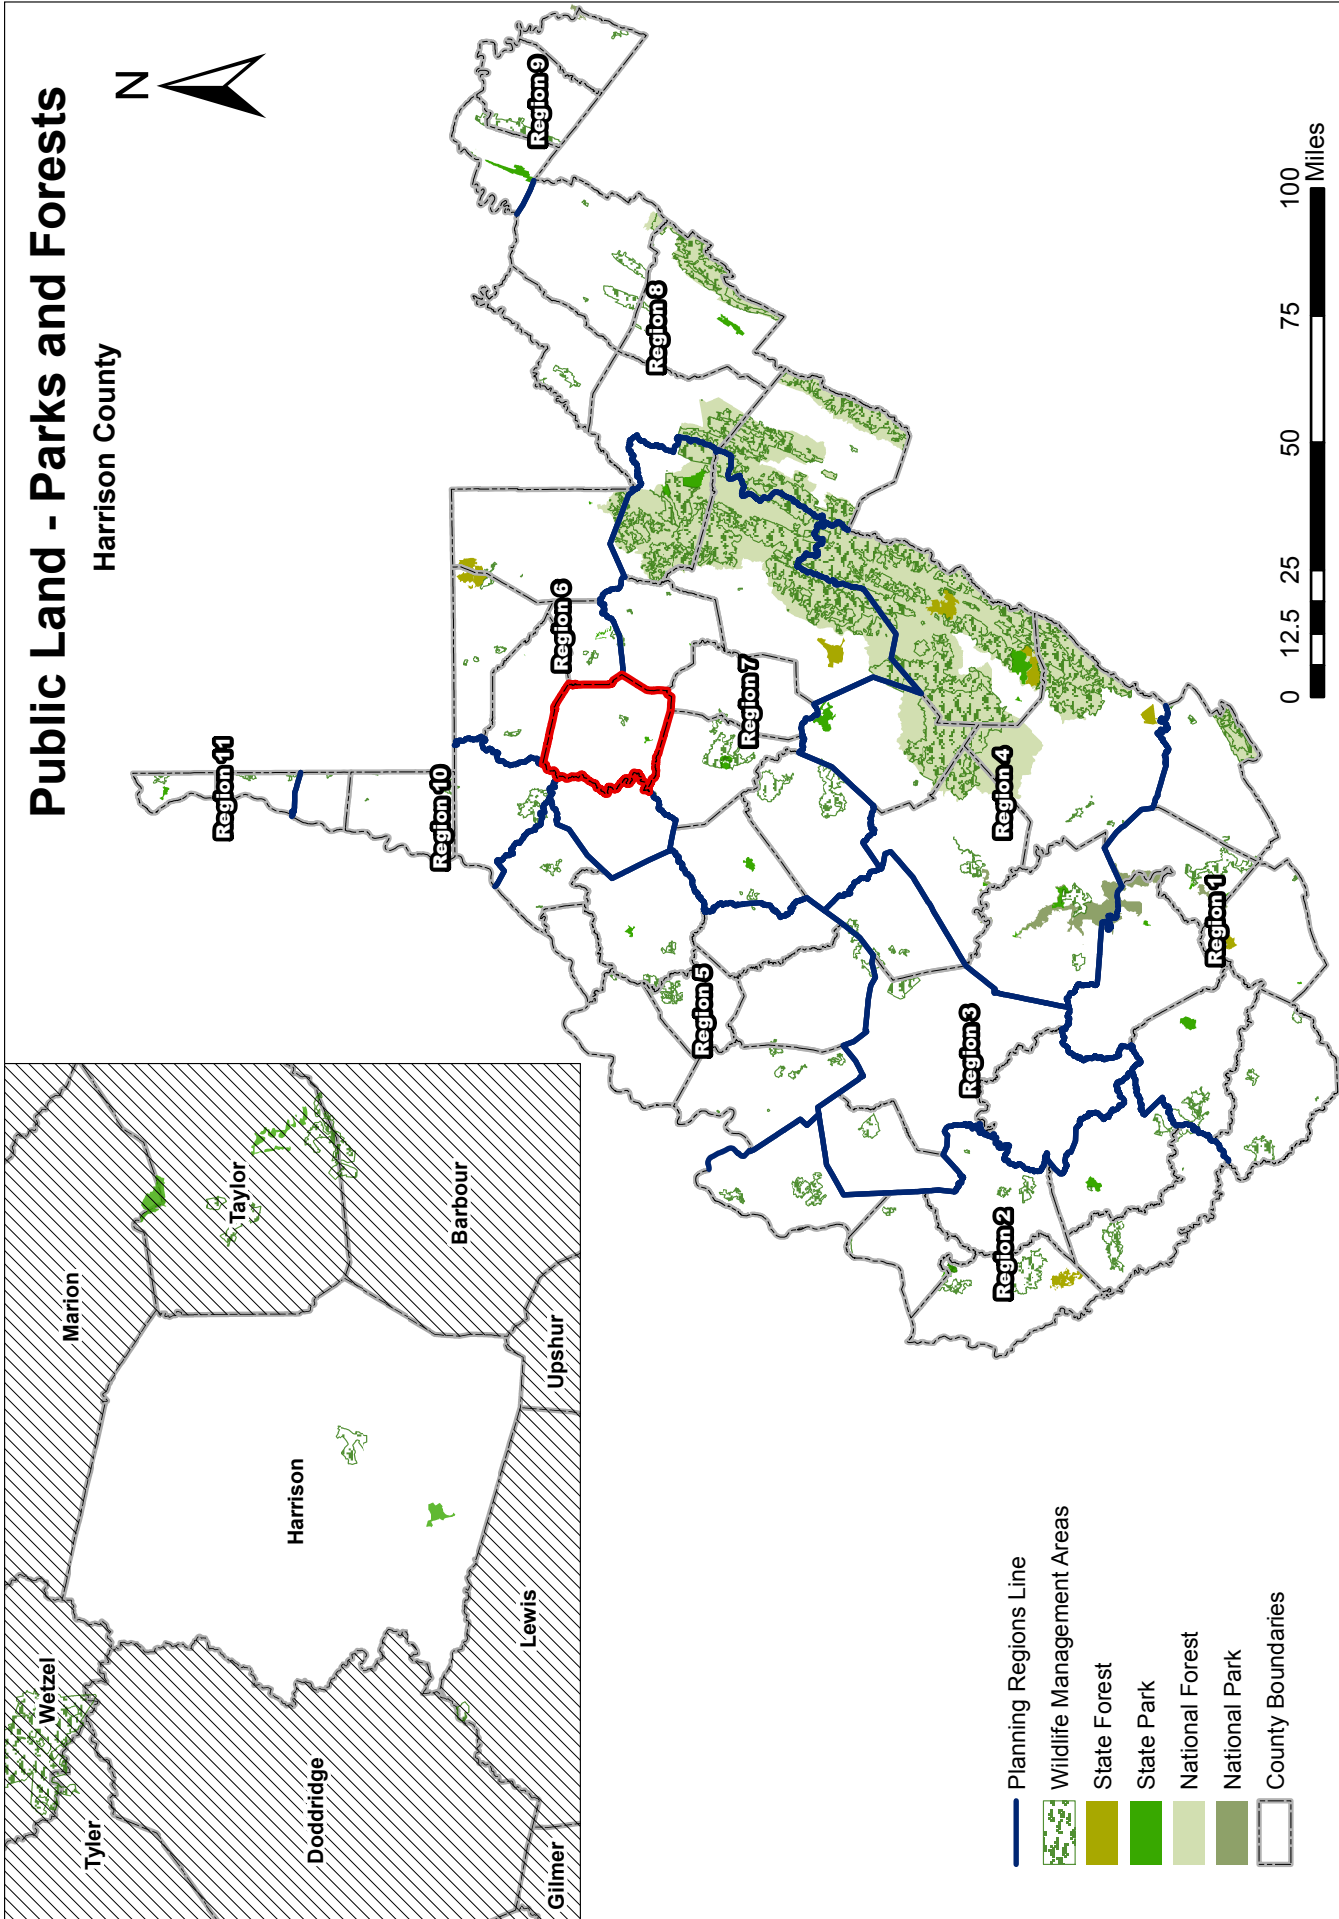 Public Land - Parks and Forests
Harrison County
N
Wetzel
Marion
Tyler
Taylor
Harrison
Doddridge
Barbour
Lewis
Upshur
Gilmer
Region 11
Region 10
Region 9
Region 6
Region 8
Region 5
Region 7
Region 3
Region 4
Region 2
Region 1
Planning Regions Line
Wildlife Management Areas
State Forest
State Park
National Forest
National Park
County Boundaries
0 12.5 25 50 75 100
Miles